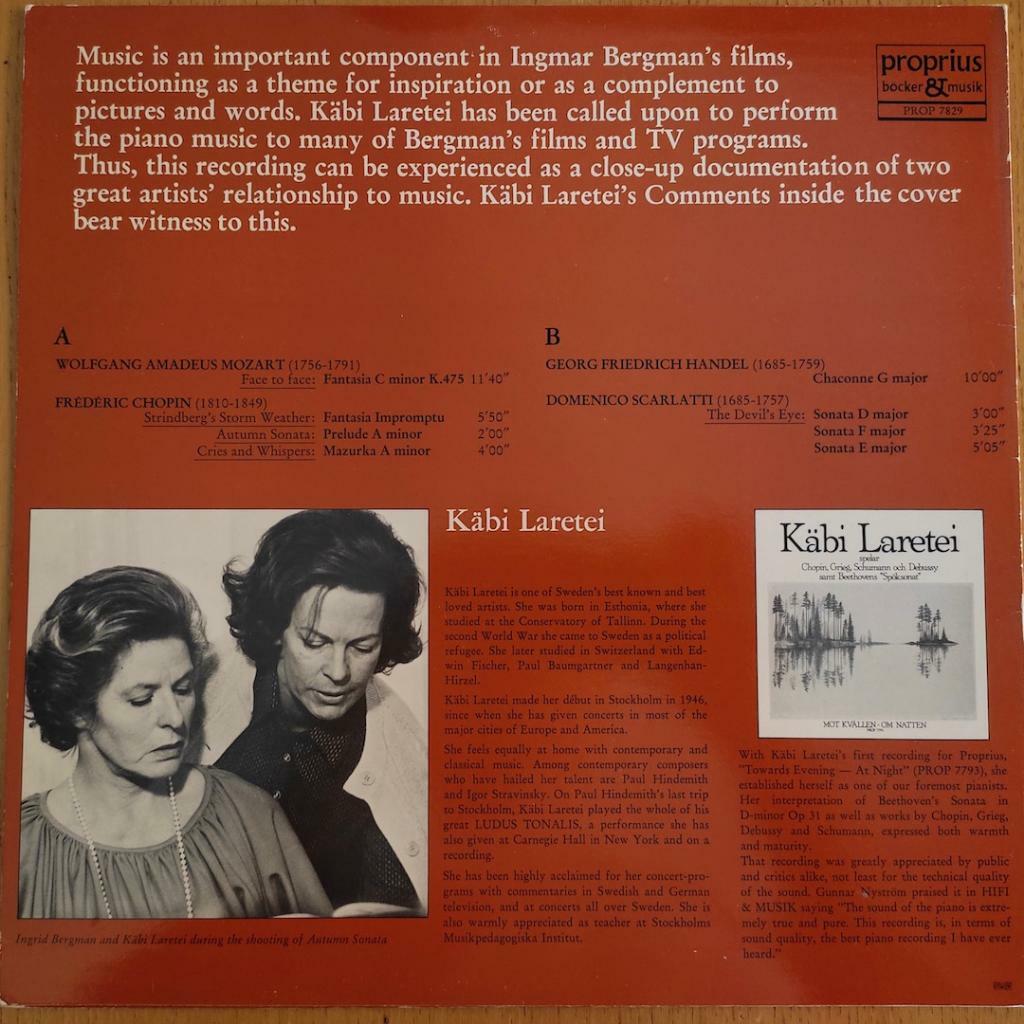 Music is an important component in Ingmar Bergman's films,
functioning as a theme for inspiration or as a complement to
pictures and words. Käbi Laretei has been called upon to perform
the piano music to many of Bergman's films and TV programs.
Thus, this recording can be experienced as a close-up documentation of two
great artists' relationship to music. Käbi Laretei's Comments inside the cover
bear witness to this.
proprius
böcker & musik
PROP 7829
A
WOLFGANG AMADEUS MOZART (1756-1791)
Face to face: Fantasia C minor K.475 11'40"
FRÉDÉRIC CHOPIN (1810-1849)
Strindberg's Storm Weather: Fantasia Impromptu 5'50"
Autumn Sonata: Prelude A minor 2'00"
Cries and Whispers: Mazurka A minor 4'00"
B
GEORG FRIEDRICH HANDEL (1685-1759)
Chaconne G major 10'00"
DOMENICO SCARLATTI (1685-1757)
The Devil's Eye: Sonata D major 3'00"
Sonata F major 3'25"
Sonata E major 5'05"
Ingrid Bergman and Käbi Laretei during the shooting of Autumn Sonata
Käbi Laretei
Käbi Laretei is one of Sweden's best known and best
loved artists. She was born in Esthonia, where she
studied at the Conservatory of Tallinn. During the
second World War she came to Sweden as a political
refugee. She later studied in Switzerland with Ed-
win Fischer, Paul Baumgartner and Langenhan-
Hirzel.
Käbi Laretei made her début in Stockholm in 1946,
since when she has given concerts in most of the
major cities of Europe and America.
She feels equally at home with contemporary and
classical music. Among contemporary composers
who have hailed her talent are Paul Hindemith
and Igor Stravinsky. On Paul Hindemith's last trip
to Stockholm, Käbi Laretei played the whole of his
great LUDUS TONALIS, a performance she has
also given at Carnegie Hall in New York and on a
recording.
She has been highly acclaimed for her concert-pro-
grams with commentaries in Swedish and German
television, and at concerts all over Sweden. She is
also warmly appreciated as teacher at Stockholms
Musikpedagogiska Institut.
Käbi Laretei
spelar
Chopin, Grieg, Schumann och Debussy
samt Beethovens "Spöksonat"
MOT KVÄLLEN - OM NATTEN
With Käbi Laretei's first recording for Proprius,
"Towards Evening — At Night" (PROP 7793), she
established herself as one of our foremost pianists.
Her interpretation of Beethoven's Sonata in
D-minor Op 31 as well as works by Chopin, Grieg,
Debussy and Schumann, expressed both warmth
and maturity.
That recording was greatly appreciated by public
and critics alike, not least for the technical quality
of the sound. Gunnar Nyström praised it in HIFI
& MUSIK saying "The sound of the piano is extre-
mely true and pure. This recording is, in terms of
sound quality, the best piano recording I have ever
heard."